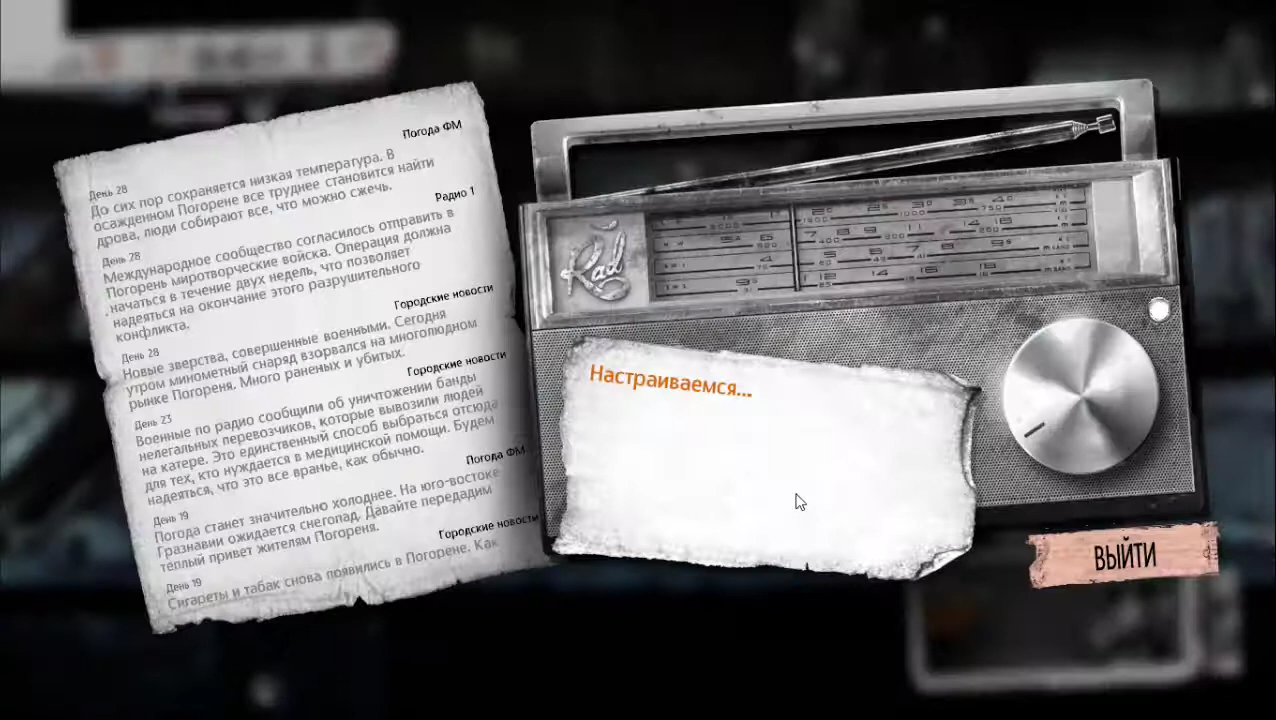 Погода ФМ
День 28
До сих пор сохраняется низкая температура. В
осажденном Погорене все труднее становится найти
дрова, люди собирают все, что можно сжечь.
Радио 1
День 28
Международное сообщество согласилось отправить в
Погорень миротворческие войска. Операция должна
начаться в течение двух недель, что позволяет
надеяться на окончание этого разрушительного
конфликта.
Городские новости
День 28
Новые зверства, совершенные военными. Сегодня
утром минометный снаряд взорвался на многолюдном
рынке Погореня. Много раненых и убитых.
Городские новости
День 23
Военные по радио сообщили об уничтожении банды
нелегальных перевозчиков, которые вывозили людей
на катере. Это единственный способ выбраться отсюда
для тех, кто нуждается в медицинской помощи. Будем
надеяться, что это все вранье, как обычно.
Погода ФМ
День 19
Погода станет значительно холоднее. На юго-востоке
Гразнавии ожидается снегопад. Давайте передадим
теплый привет жителям Погореня.
Городские новости
День 19
Сигареты и табак снова появились в Погорене. Как
Rad
Настраиваемся...
ВЫЙТИ